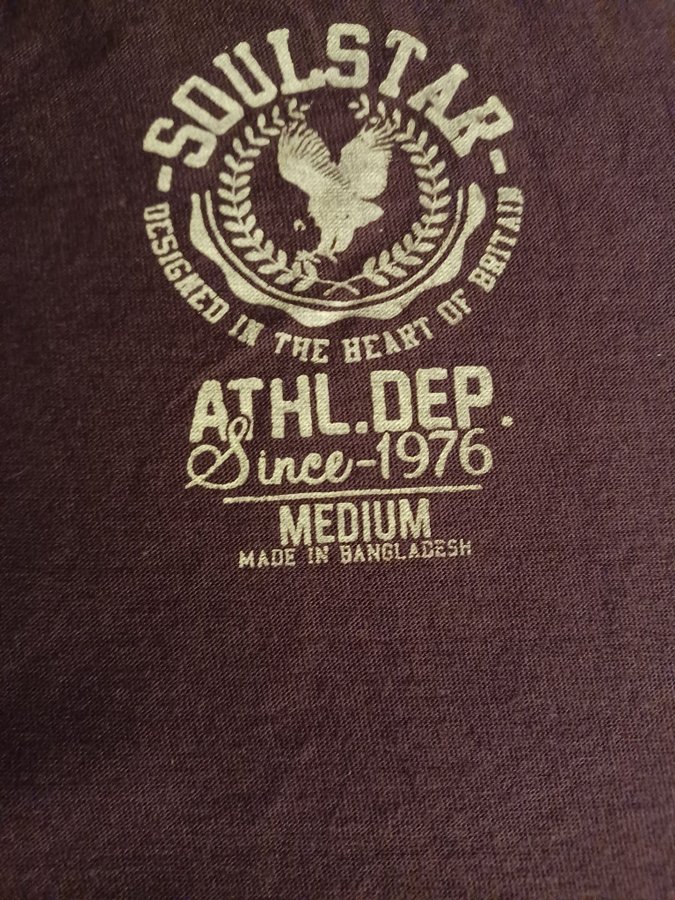 -SOULSTAR-
DESIGNED IN THE HEART OF BRITAIN
ATHL.DEP.
Since-1976
MEDIUM
MADE IN BANGLADESH